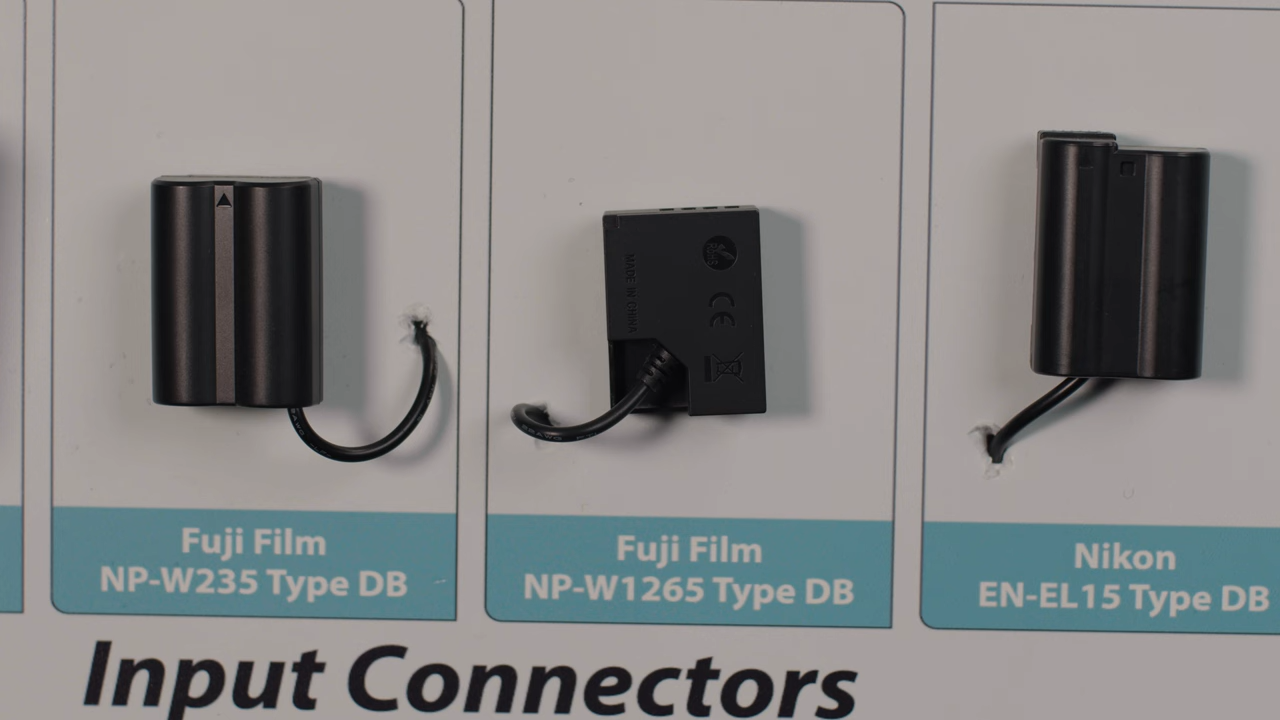 MADE IN CHINA
CE
Fuji Film
NP-W235 Type DB
Fuji Film
NP-W1265 Type DB
Nikon
EN-EL15 Type DB
Input Connectors